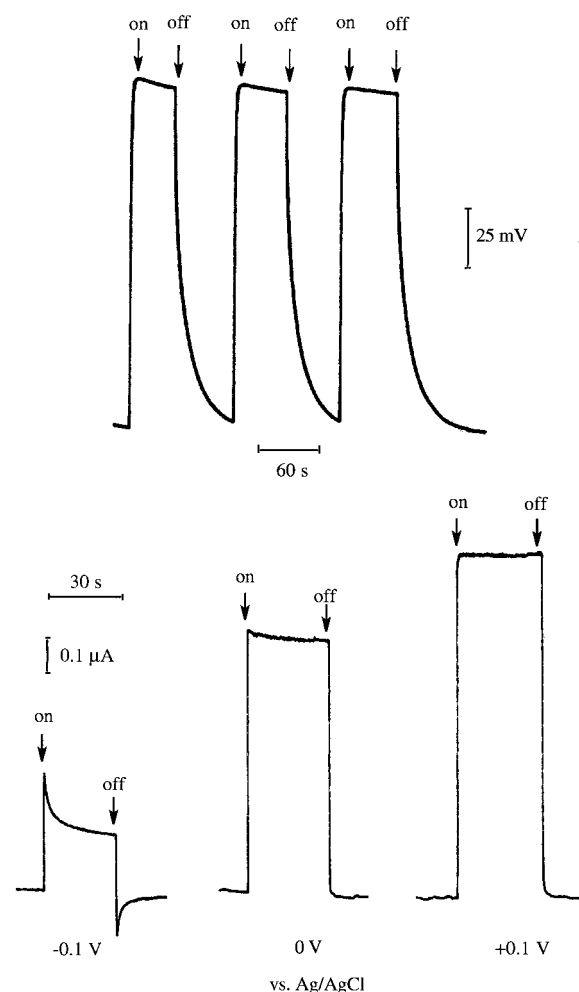 on off on off on off
25 mV
60 s
on off
30 s
on
off
0.1 µA
on
off
-0.1 V 0 V +0.1 V
vs. Ag/AgCl